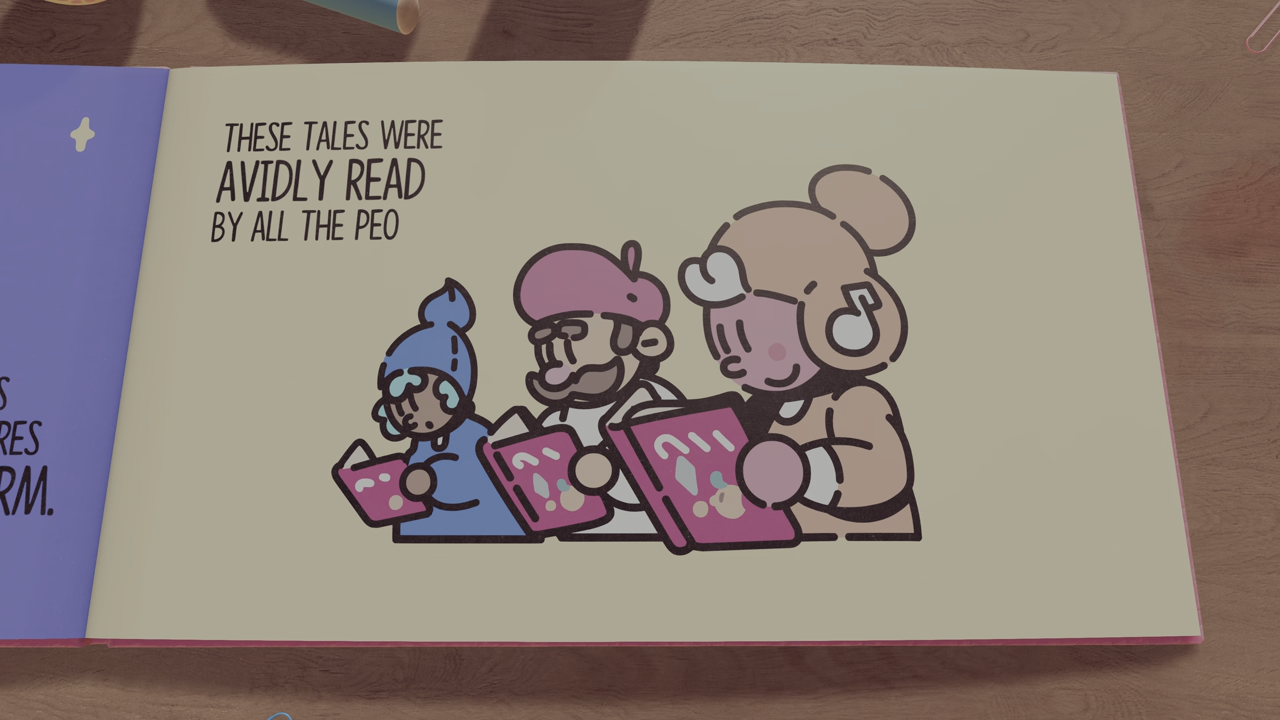 S
RES
RM.
THESE TALES WERE
AVIDLY READ
BY ALL THE PEO